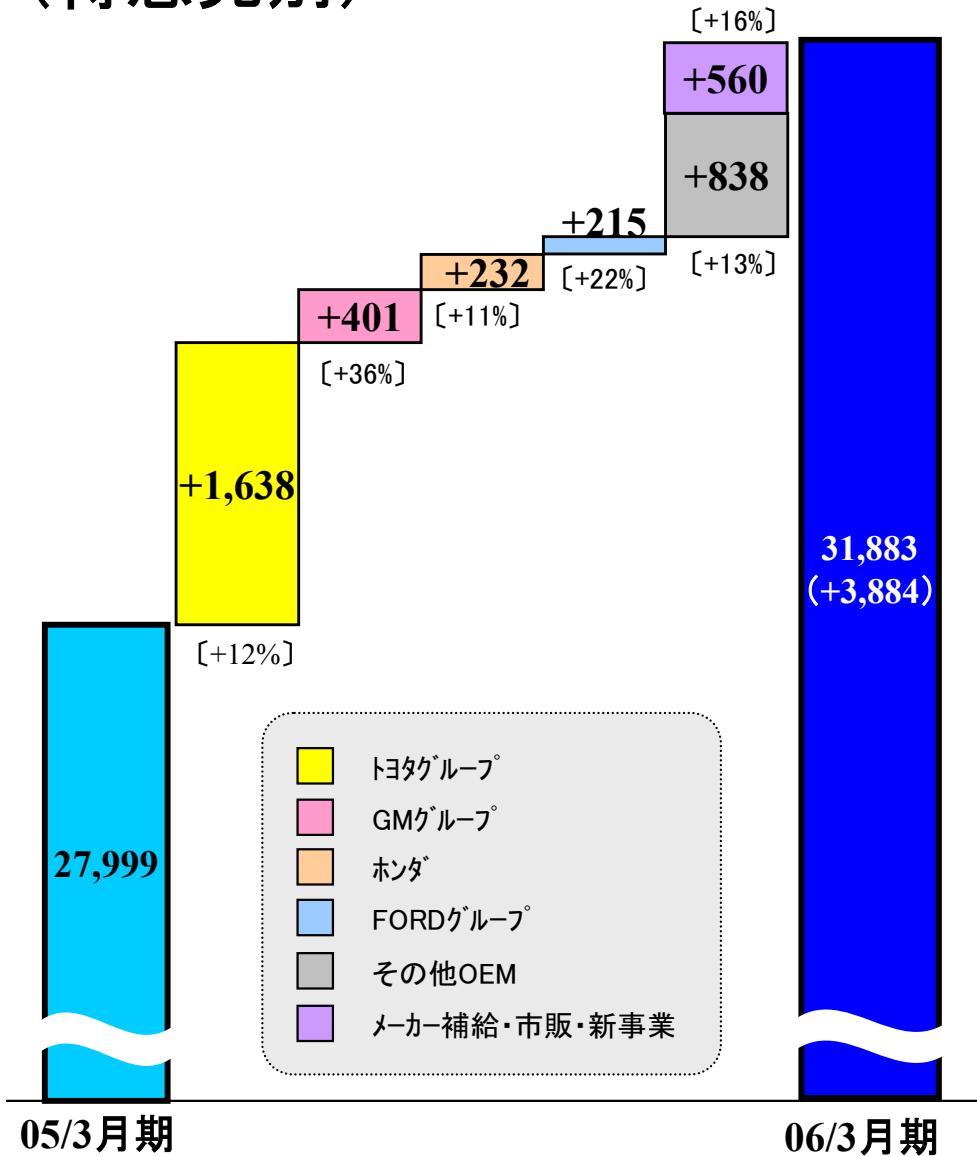 〔+16%〕
+560
+838
+215
〔+13%〕
+232
〔+22%〕
+401
〔+11%〕
〔+36%〕
+1,638
31,883
（+3,884）
〔+12%〕
27,999
ﾄﾖﾀｸﾞﾙｰﾌﾟ
GMｸﾞﾙｰﾌﾟ
ﾎﾝﾀﾞ
FORDｸﾞﾙｰﾌﾟ
その他OEM
ﾒｰｶｰ補給・市販・新事業
05/3月期
06/3月期